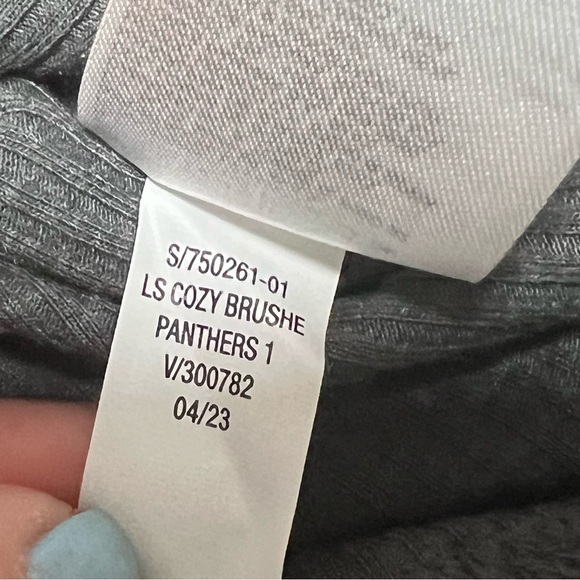 S/750261-01
LS COZY BRUSHE
PANTHERS 1
V/300782
04/23